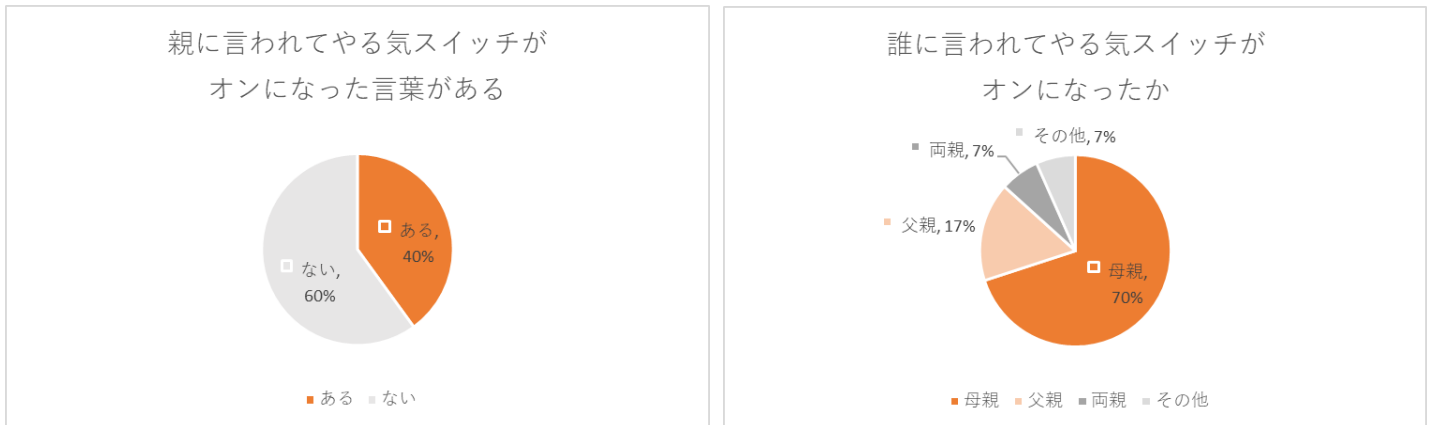 親に言われてやる気スイッチが
オンになった言葉がある
ある,
40%
ない,
60%
ある ない
誰に言われてやる気スイッチが
オンになったか
その他, 7%
両親, 7%
父親, 17%
母親,
70%
母親 父親 両親 その他